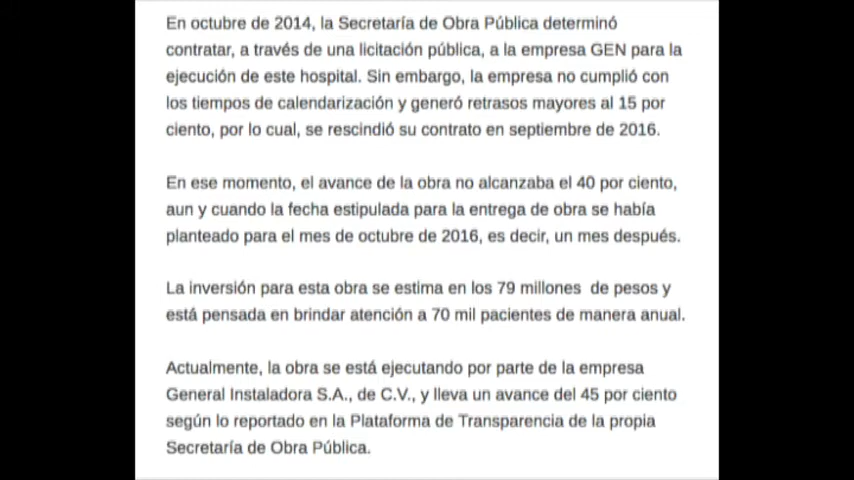 En octubre de 2014, la Secretaría de Obra Pública determinó
contratar, a través de una licitación pública, a la empresa GEN para la
ejecución de este hospital. Sin embargo, la empresa no cumplió con
los tiempos de calendarización y generó retrasos mayores al 15 por
ciento, por lo cual, se rescindió su contrato en septiembre de 2016.
En ese momento, el avance de la obra no alcanzaba el 40 por ciento,
aun y cuando la fecha estipulada para la entrega de obra se había
planteado para el mes de octubre de 2016, es decir, un mes después.
La inversión para esta obra se estima en los 79 millones de pesos y
está pensada en brindar atención a 70 mil pacientes de manera anual.
Actualmente, la obra se está ejecutando por parte de la empresa
General Instaladora S.A., de C.V., y lleva un avance del 45 por ciento
según lo reportado en la Plataforma de Transparencia de la propia
Secretaría de Obra Pública.